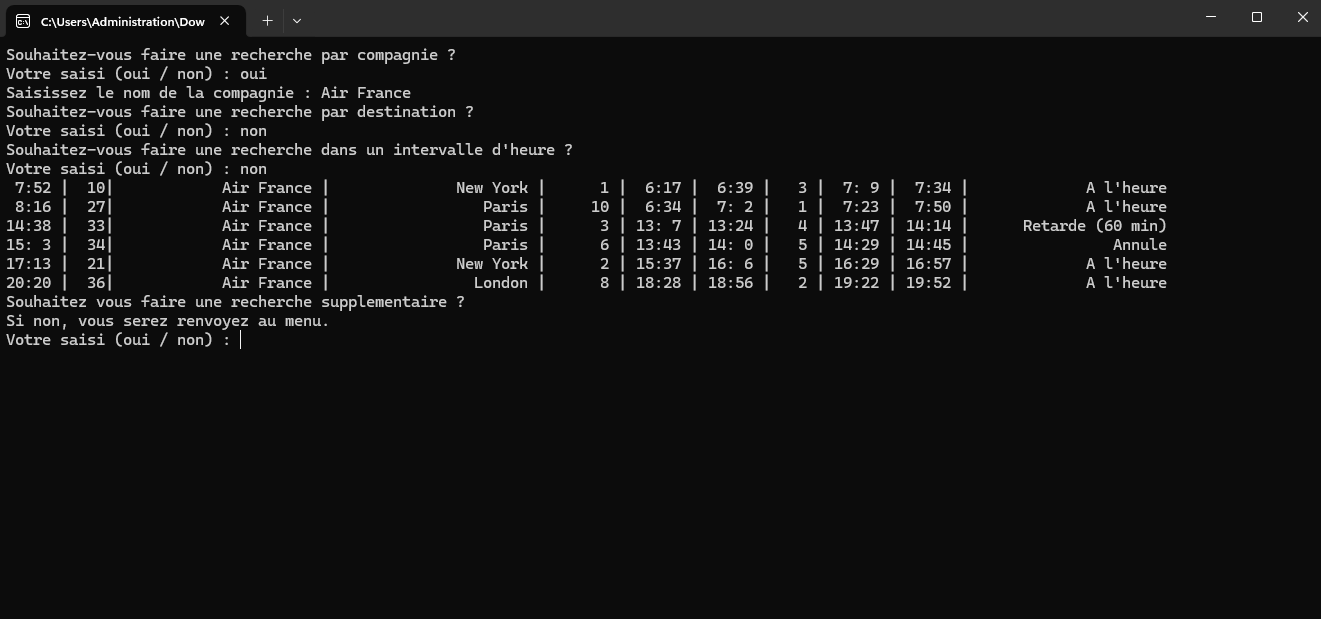 C:\Users\Administration\Dow
Souhaitez-vous faire une recherche par compagnie ?
Votre saisi (oui / non) : oui
Saisissez le nom de la compagnie : Air France
Souhaitez-vous faire une recherche par destination ?
Votre saisi (oui / non) : non
Souhaitez-vous faire une recherche dans un intervalle d'heure ?
Votre saisi (oui / non) : non
 7:52 |  10|            Air France |              New York |      1 |  6:17 |  6:39 |   3 |  7: 9 |  7:34 |             A l'heure
 8:16 |  27|            Air France |                 Paris |     10 |  6:34 |  7: 2 |   1 |  7:23 |  7:50 |             A l'heure
14:38 |  33|            Air France |                 Paris |      3 | 13: 7 | 13:24 |   4 | 13:47 | 14:14 |      Retarde (60 min)
15: 3 |  34|            Air France |                 Paris |      6 | 13:43 | 14: 0 |   5 | 14:29 | 14:45 |                Annule
17:13 |  21|            Air France |              New York |      2 | 15:37 | 16: 6 |   5 | 16:29 | 16:57 |             A l'heure
20:20 |  36|            Air France |                London |      8 | 18:28 | 18:56 |   2 | 19:22 | 19:52 |             A l'heure
Souhaitez vous faire une recherche supplementaire ?
Si non, vous serez renvoyez au menu.
Votre saisi (oui / non) :